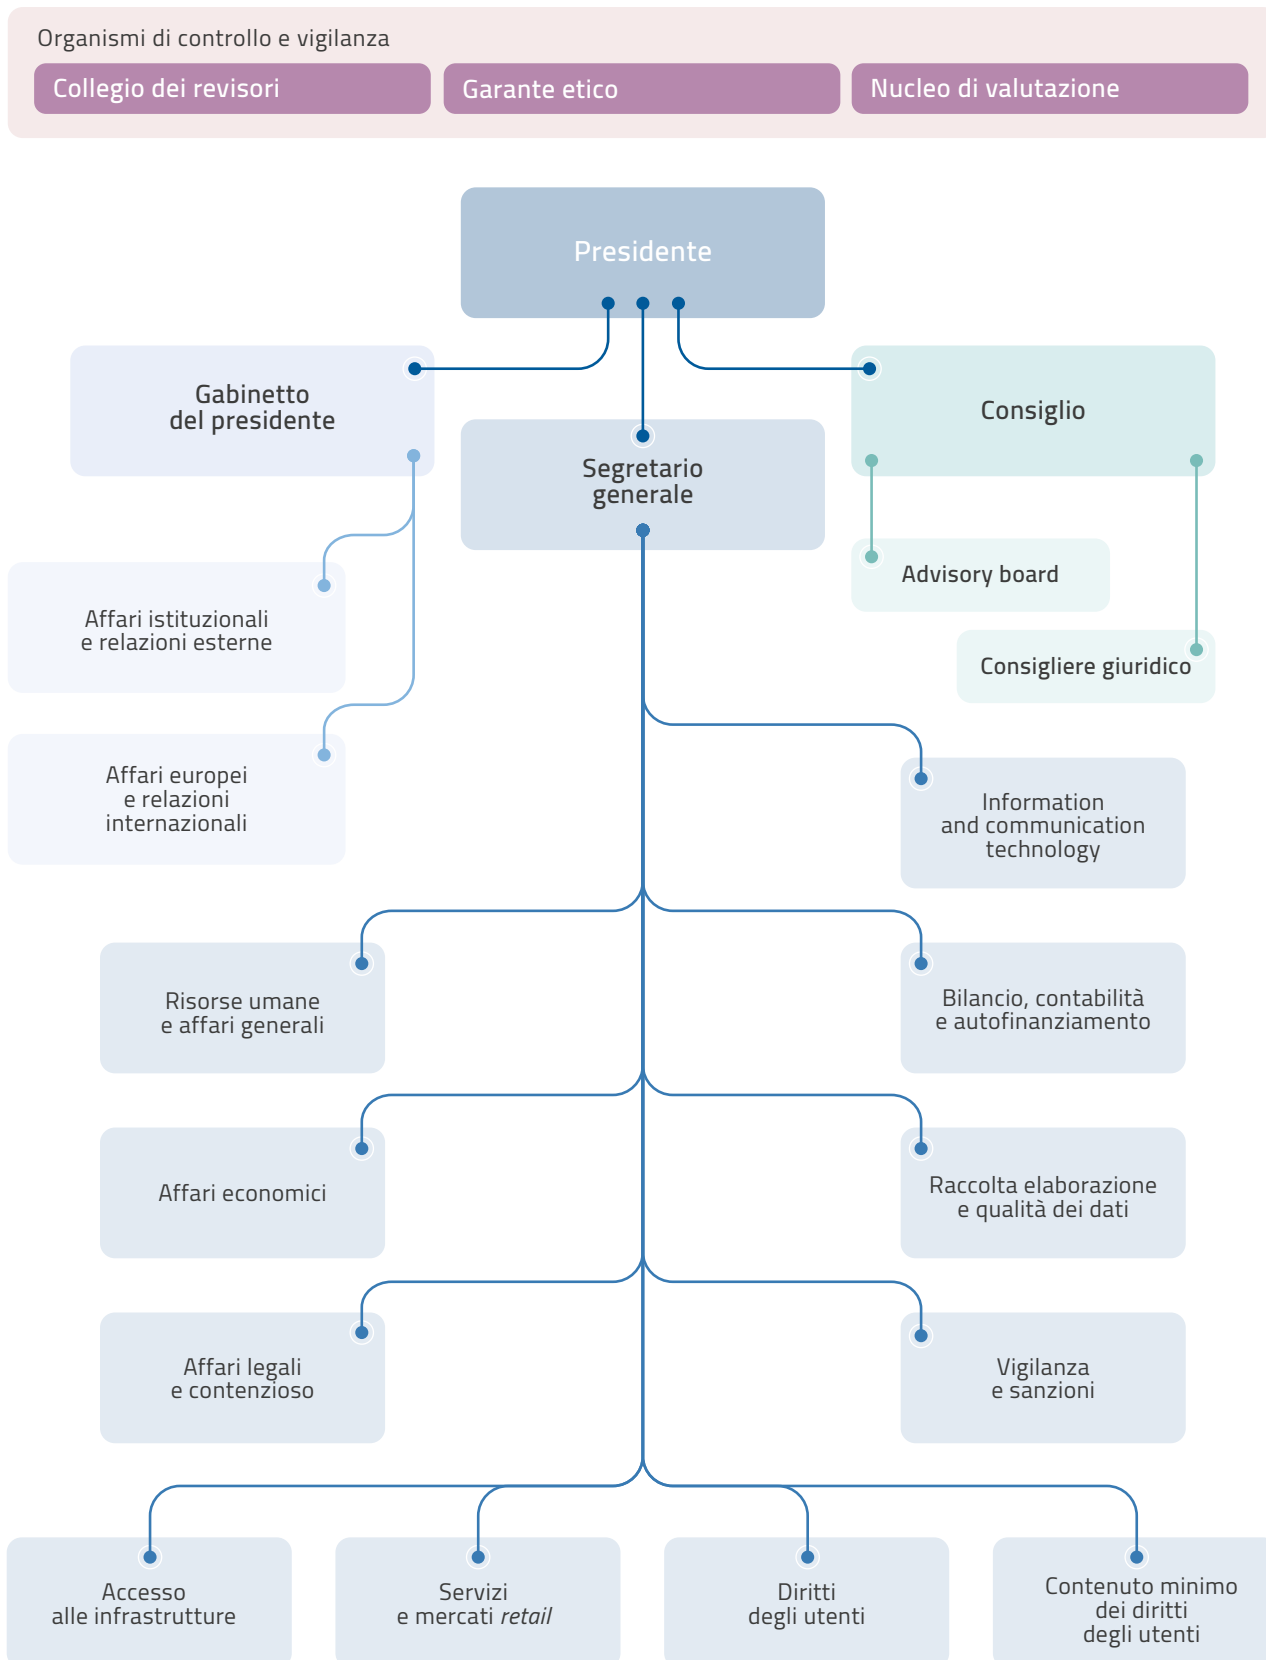 Organismi di controllo e vigilanza
Collegio dei revisori
Garante etico
Nucleo di valutazione
Presidente
Gabinetto
del presidente
Segretario
generale
Consiglio
Advisory board
Consigliere giuridico
Affari istituzionali
e relazioni esterne
Affari europei
e relazioni
internazionali
Information
and communication
technology
Risorse umane
e affari generali
Bilancio, contabilità
e autofinanziamento
Affari economici
Raccolta elaborazione
e qualità dei dati
Affari legali
e contenzioso
Vigilanza
e sanzioni
Accesso
alle infrastrutture
Servizi
e mercati retail
Diritti
degli utenti
Contenuto minimo
dei diritti
degli utenti